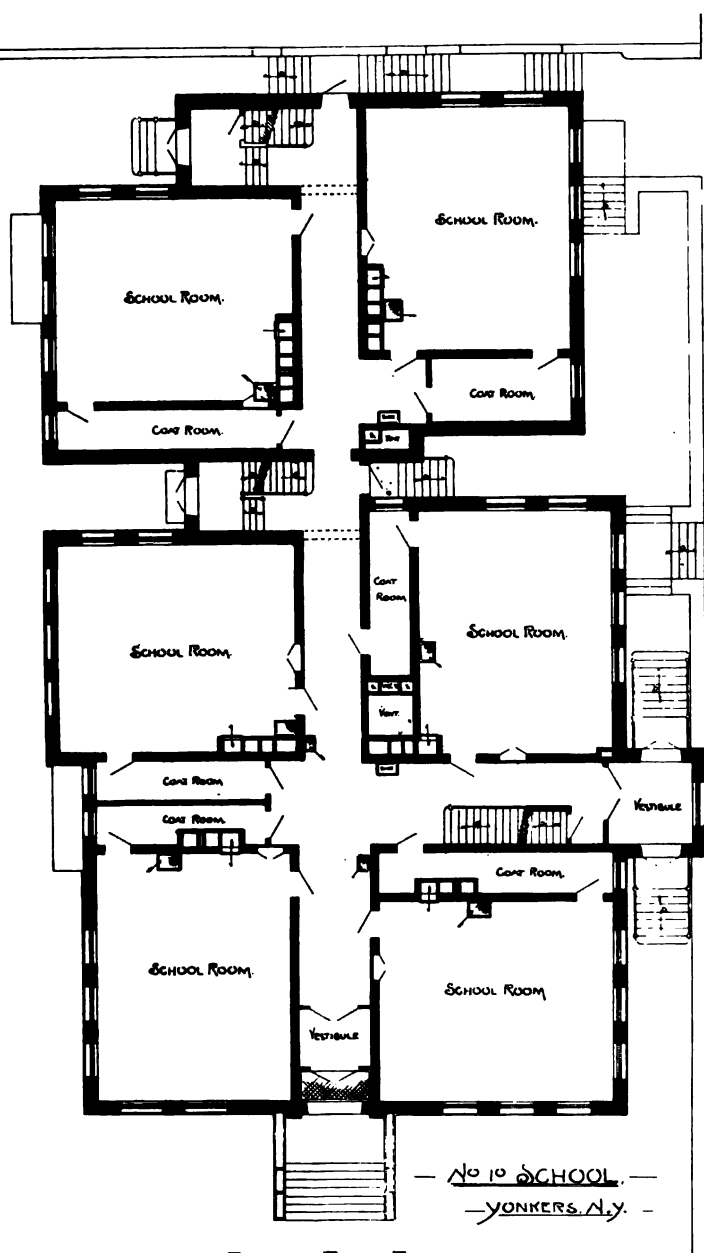 SCHOOL ROOM.
SCHOOL ROOM.
COAT ROOM.
COAT ROOM.
VENT
COAT
ROOM.
SCHOOL ROOM.
SCHOOL ROOM.
VENT.
COAT ROOM
COAT ROOM.
VESTIBULE
COAT ROOM.
SCHOOL ROOM.
SCHOOL ROOM
VESTIBULE
No 10 SCHOOL.
YONKERS. N.Y.